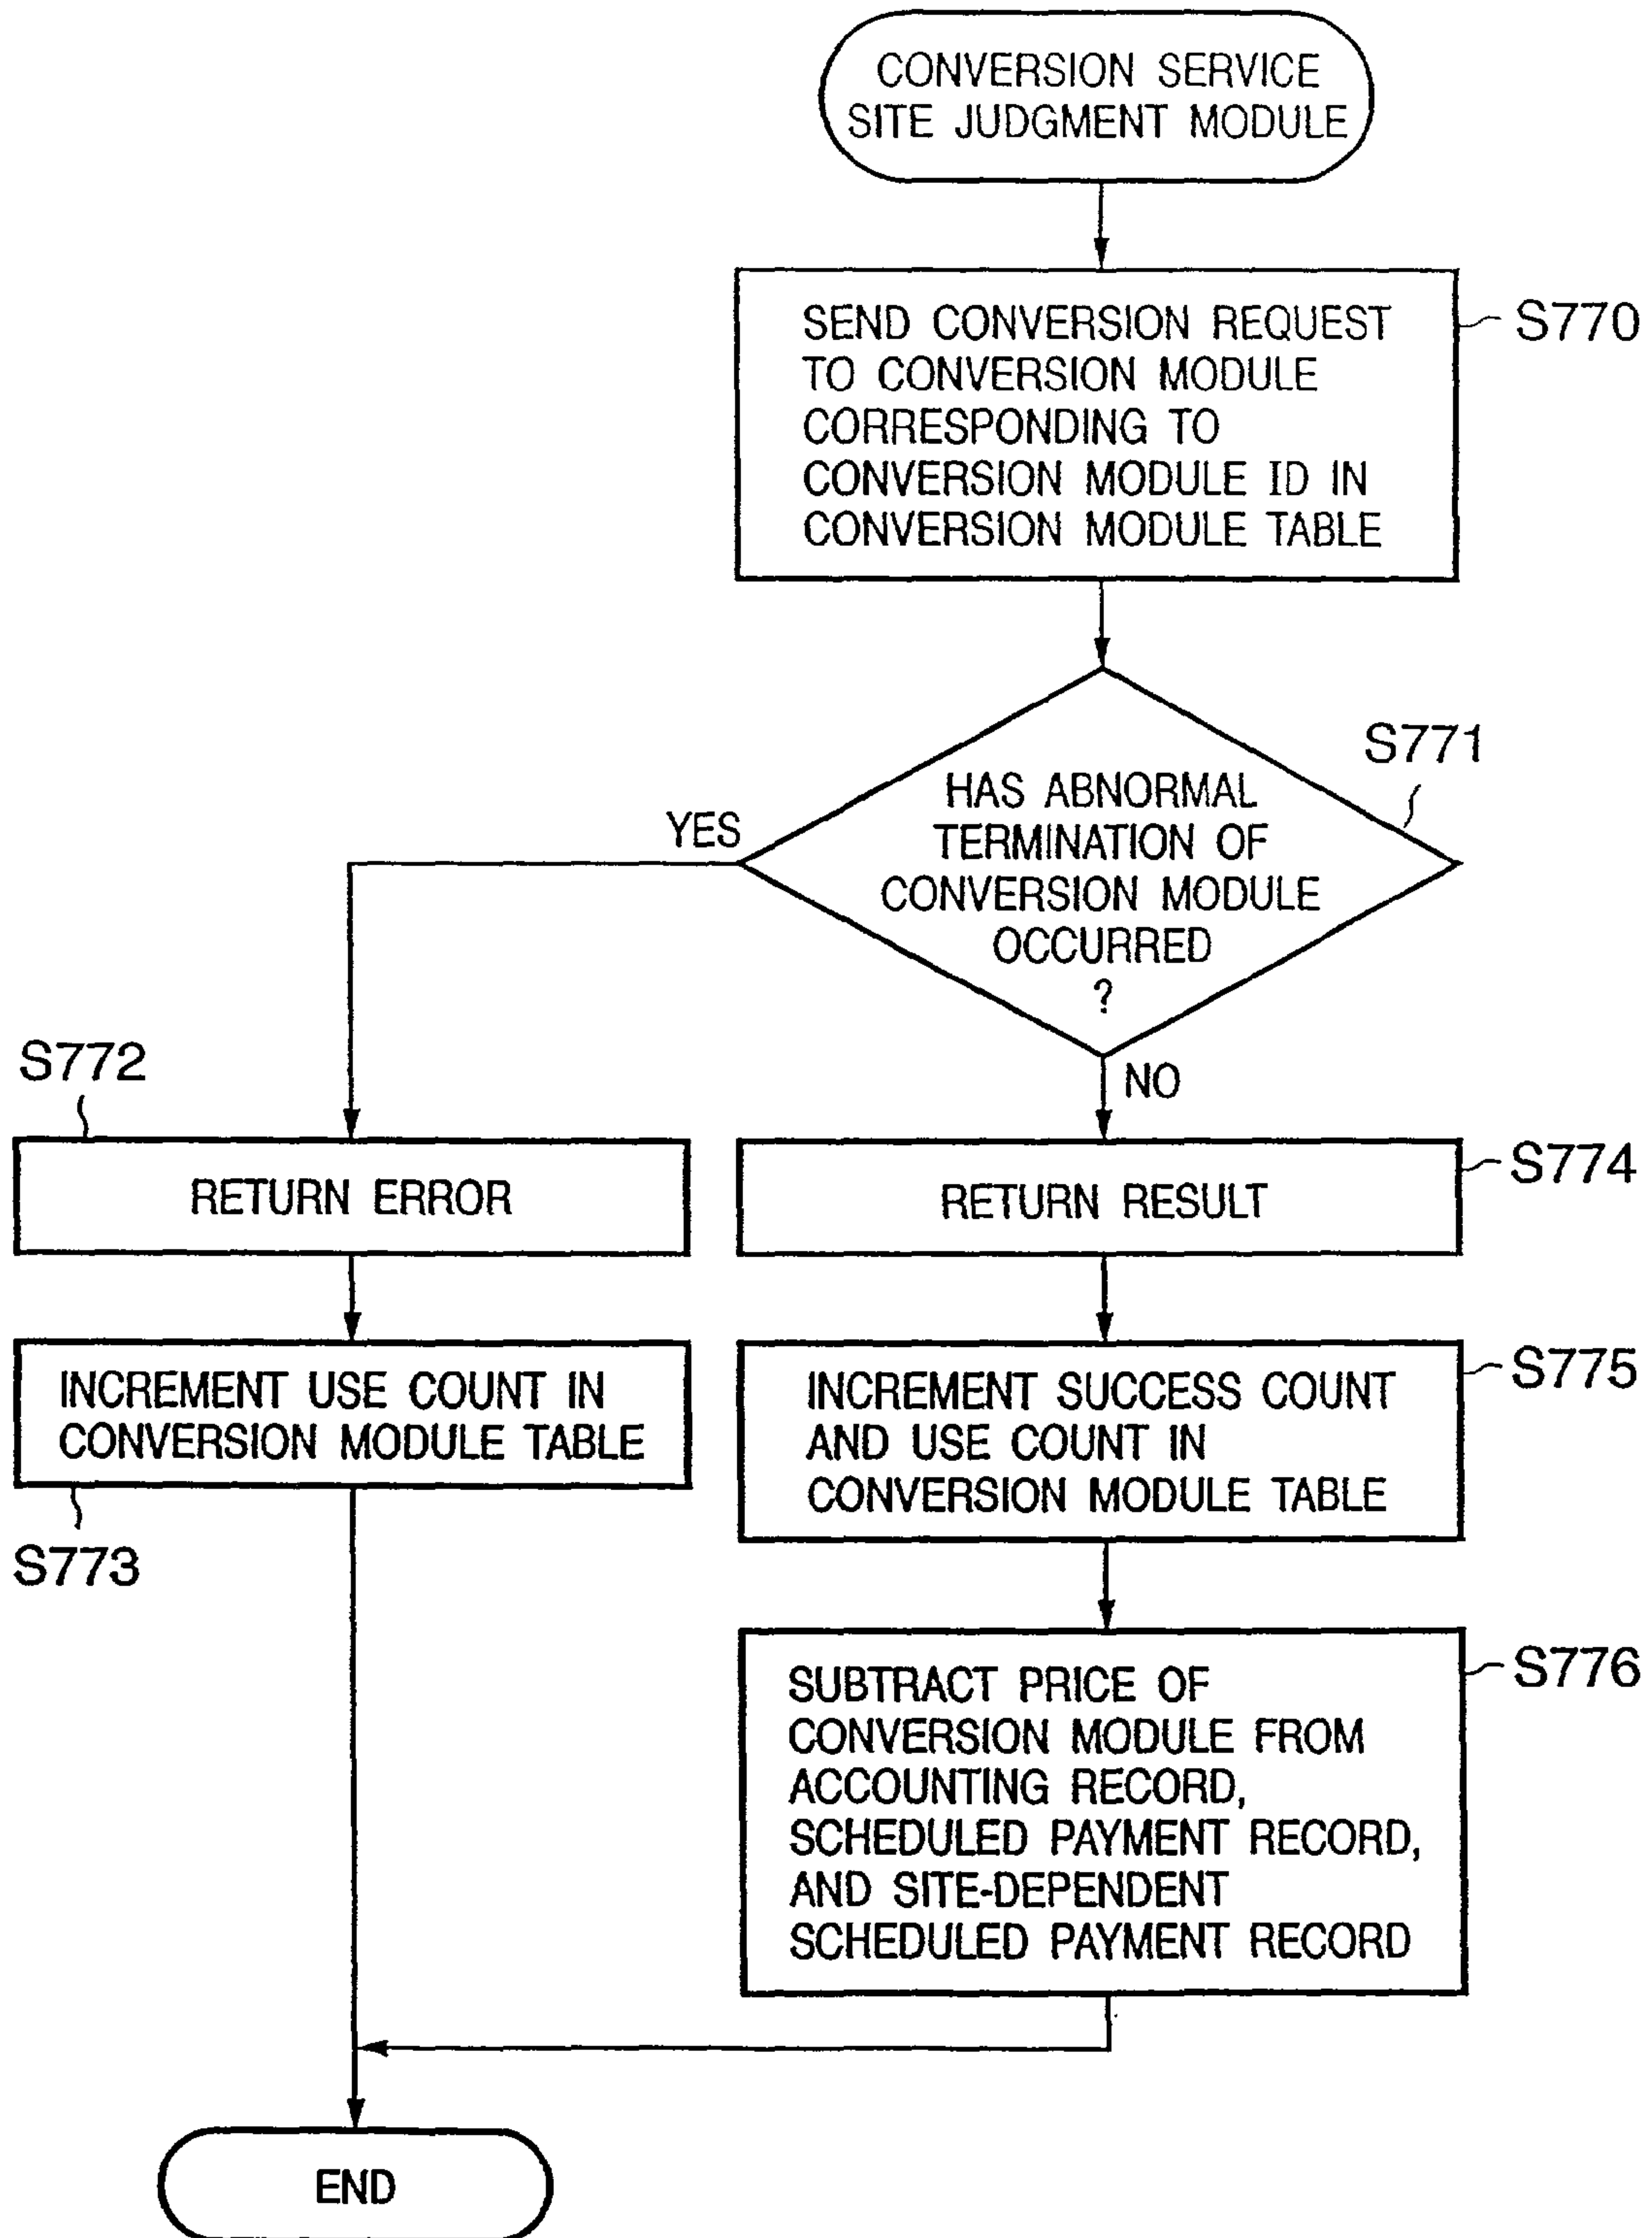 CONVERSION SERVICE
SITE JUDGMENT MODULE
SEND CONVERSION REQUEST
TO CONVERSION MODULE
CORRESPONDING TO
CONVERSION MODULE ID IN
CONVERSION MODULE TABLE
S770
HAS ABNORMAL
TERMINATION OF
CONVERSION MODULE
OCCURRED
?
S771
YES
NO
S772
RETURN ERROR
RETURN RESULT
S774
INCREMENT USE COUNT IN
CONVERSION MODULE TABLE
S773
INCREMENT SUCCESS COUNT
AND USE COUNT IN
CONVERSION MODULE TABLE
S775
SUBTRACT PRICE OF
CONVERSION MODULE FROM
ACCOUNTING RECORD,
SCHEDULED PAYMENT RECORD,
AND SITE-DEPENDENT
SCHEDULED PAYMENT RECORD
S776
END